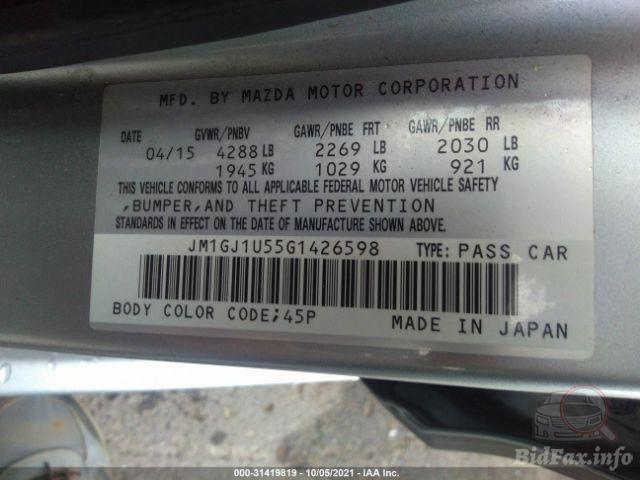 MFD. BY MAZDA MOTOR CORPORATION
DATE GVWR/PNBV GAWR/PNBE FRT GAWR/PNBE RR
04/15 4288 LB 2269 LB 2030 LB
1945 KG 1029 KG 921 KG
THIS VEHICLE CONFORMS TO ALL APPLICABLE FEDERAL MOTOR VEHICLE SAFETY
,BUMPER,AND THEFT PREVENTION
STANDARDS IN EFFECT ON THE DATE OF MANUFACTURE SHOWN ABOVE.
JM1GJ1U55G1426598 TYPE: PASS CAR
BODY COLOR CODE;45P MADE IN JAPAN
000-31419819 - 10/05/2021 - IAA Inc.
BidFax.info